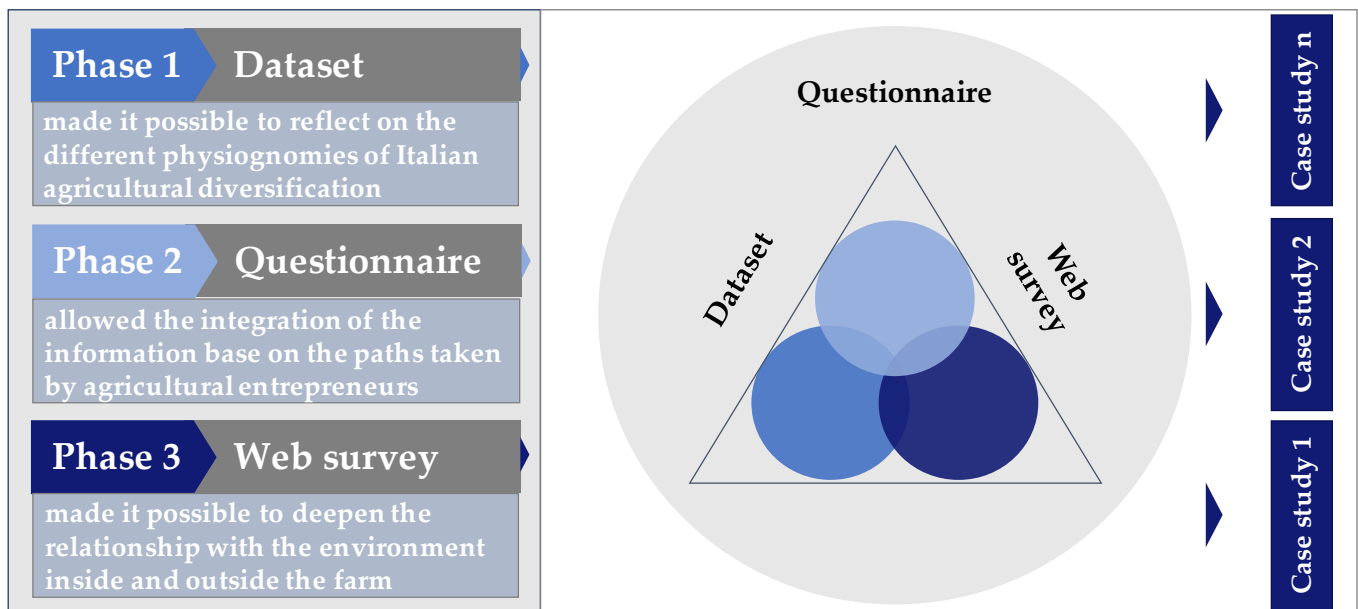 Phase 1
Dataset
made it possible to reflect on the
different physiognomies of Italian
agricultural diversification
Phase 2
Questionnaire
allowed the integration of the
information base on the paths taken
by agricultural entrepreneurs
Phase 3
Web survey
made it possible to deepen the
relationship with the environment
inside and outside the farm
Questionnaire
Dataset
Web
survey
Case study n
Case study 2
Case study 1